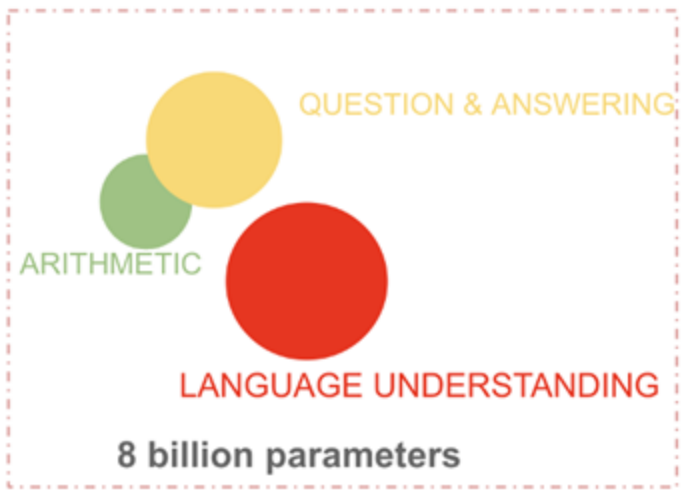 QUESTION & ANSWERING
ARITHMETIC
LANGUAGE UNDERSTANDING
8 billion parameters